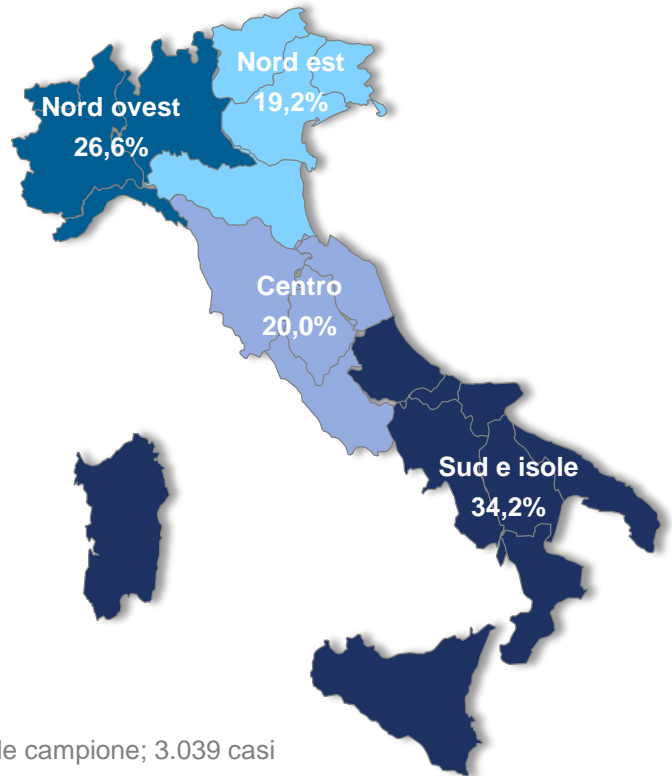 Nord est
19,2%
Nord ovest
26,6%
Centro
20,0%
Sud e isole
34,2%
le campione; 3.039 casi